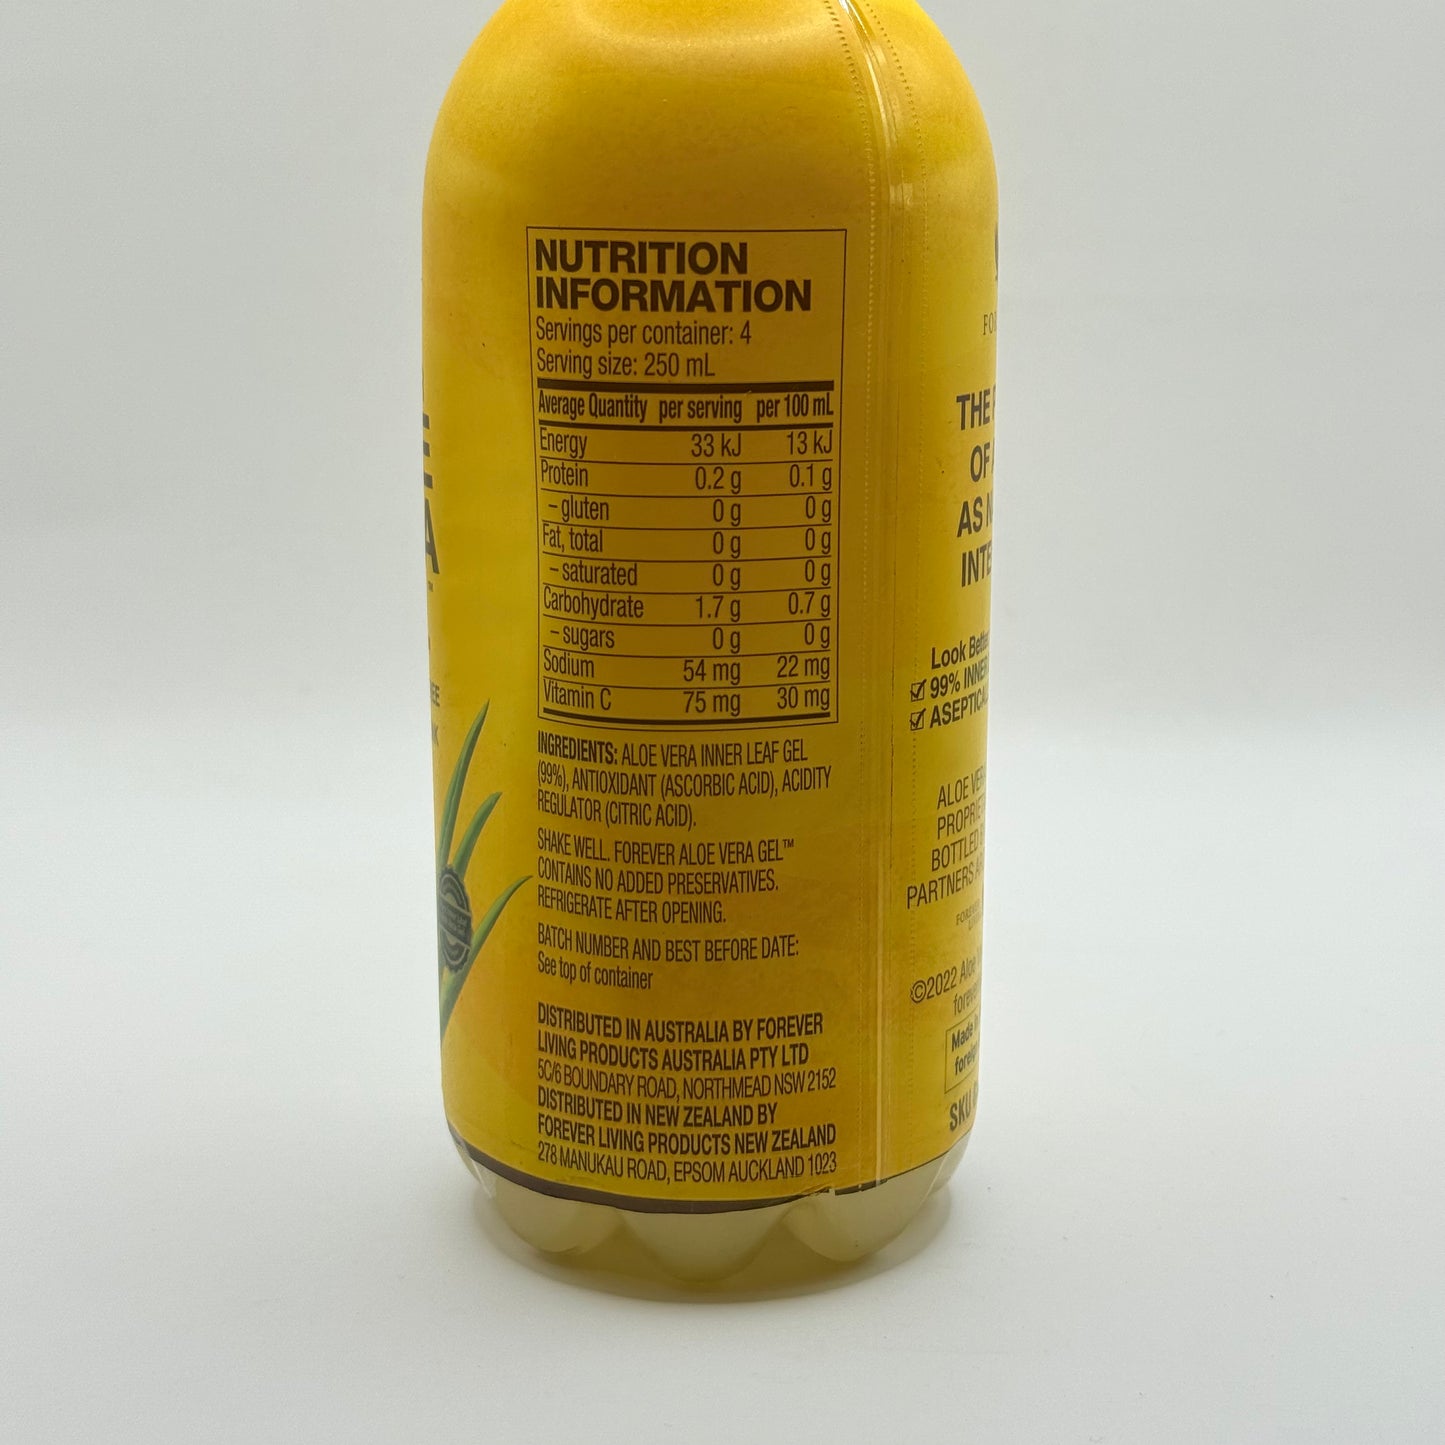 NUTRITION
INFORMATION
Servings per container: 4
Serving size: 250 mL
Average Quantity per serving per 100 mL
Energy 33 kJ 13 kJ
Protein 0.2 g 0.1 g
– gluten 0 g 0 g
Fat, total 0 g 0 g
– saturated 0 g 0 g
Carbohydrate 1.7 g 0.7 g
– sugars 0 g 0 g
Sodium 54 mg 22 mg
Vitamin C 75 mg 30 mg
INGREDIENTS: ALOE VERA INNER LEAF GEL
(99%), ANTIOXIDANT (ASCORBIC ACID), ACIDITY
REGULATOR (CITRIC ACID).
SHAKE WELL. FOREVER ALOE VERA GEL™
CONTAINS NO ADDED PRESERVATIVES.
REFRIGERATE AFTER OPENING.
BATCH NUMBER AND BEST BEFORE DATE:
See top of container
DISTRIBUTED IN AUSTRALIA BY FOREVER
LIVING PRODUCTS AUSTRALIA PTY LTD
5C/6 BOUNDARY ROAD, NORTHMEAD NSW 2152
DISTRIBUTED IN NEW ZEALAND BY
FOREVER LIVING PRODUCTS NEW ZEALAND
278 MANUKAU ROAD, EPSOM AUCKLAND 1023
THE
OF
AS
Look Better
99% INNER
ASEPTICA
ALOE
BOTTLED
PARTNERS
©2022 Aloe
Made
SKU